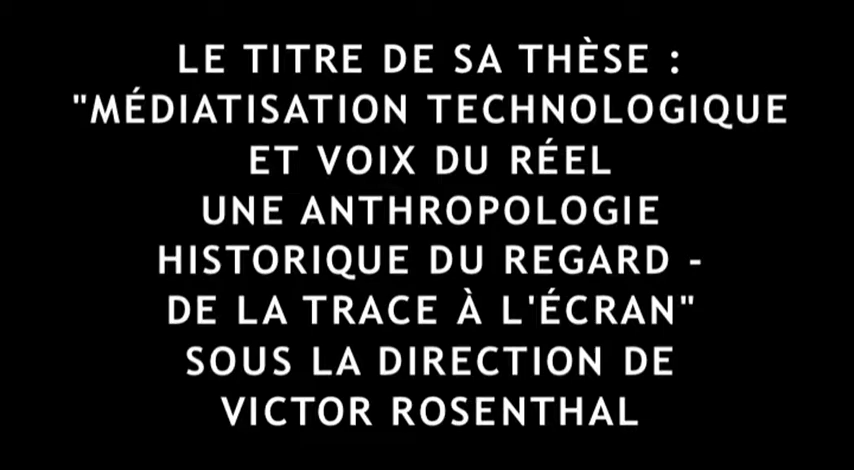 LE TITRE DE SA THÈSE :
"MÉDIATISATION TECHNOLOGIQUE
ET VOIX DU RÉEL
UNE ANTHROPOLOGIE
HISTORIQUE DU REGARD -
DE LA TRACE À L'ÉCRAN"
SOUS LA DIRECTION DE
VICTOR ROSENTHAL